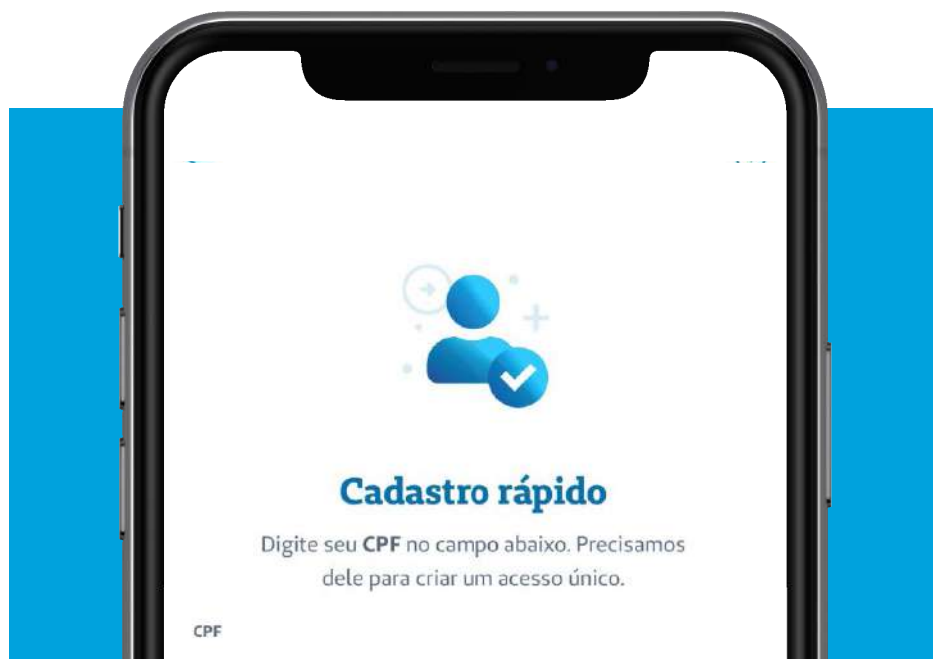 Cadastro rápido
Digite seu CPF no campo abaixo. Precisamos
dele para criar um acesso único.
CPF